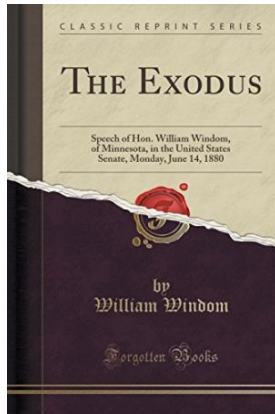 CLASSIC REPRINT SERIES
THE EXODUS
Speech of Hon. William Windom,
of Minnesota, in the United States
Senate, Monday, June 14, 1880
by
William Windom
Forgotten Books